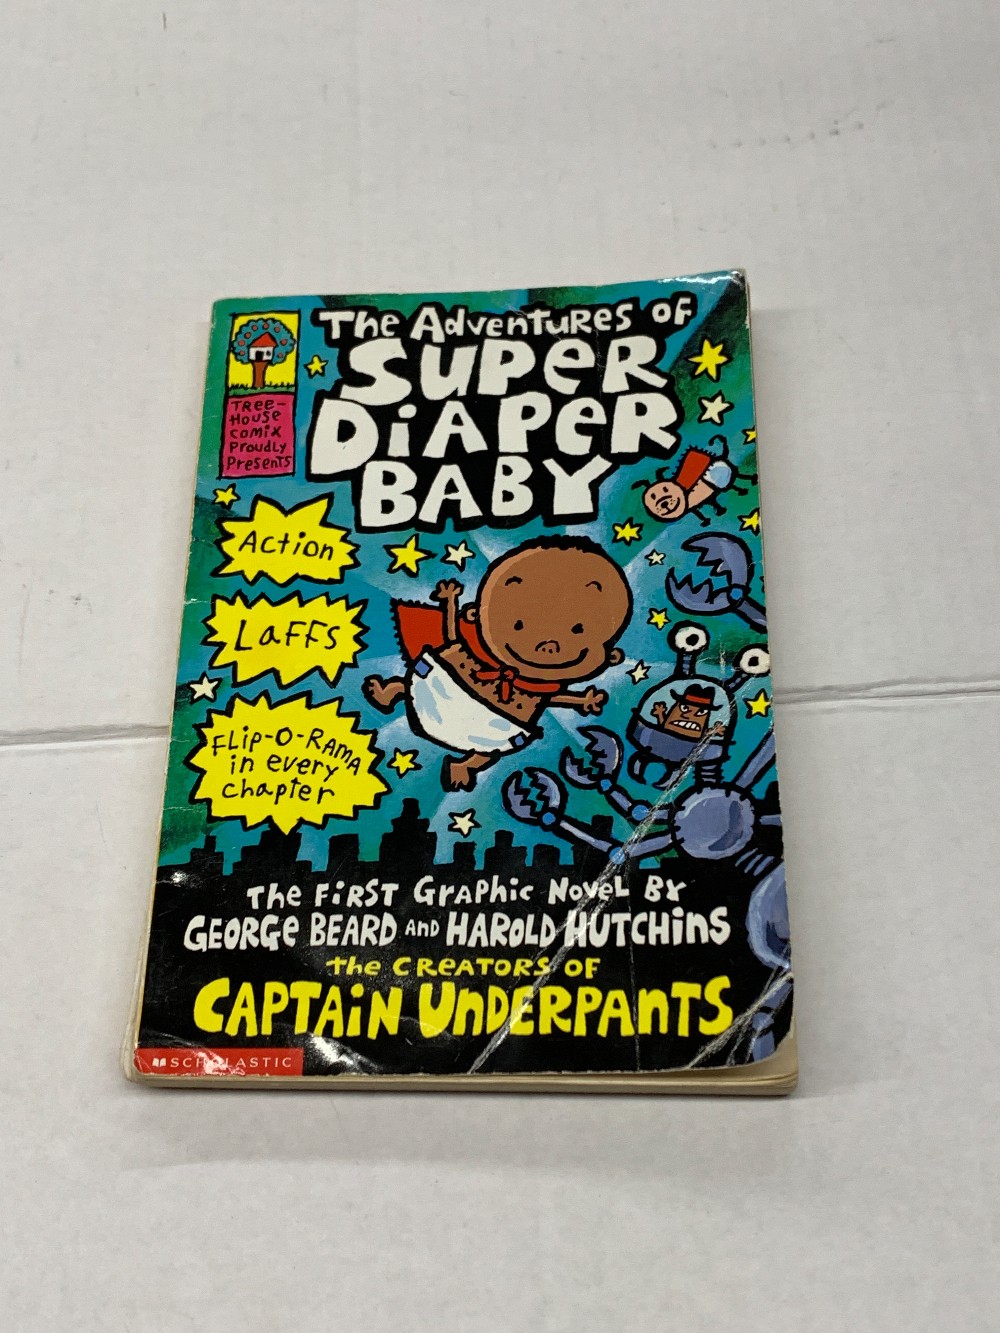 The Adventures of
Super
Diaper
Baby
Tree-
House
Comix
Proudly
Presents
Action
Laffs
Flip-O-Rama
in every
chapter
The First Graphic Novel By
George Beard and Harold Hutchins
the creators of
Captain Underpants
SCHOLASTIC